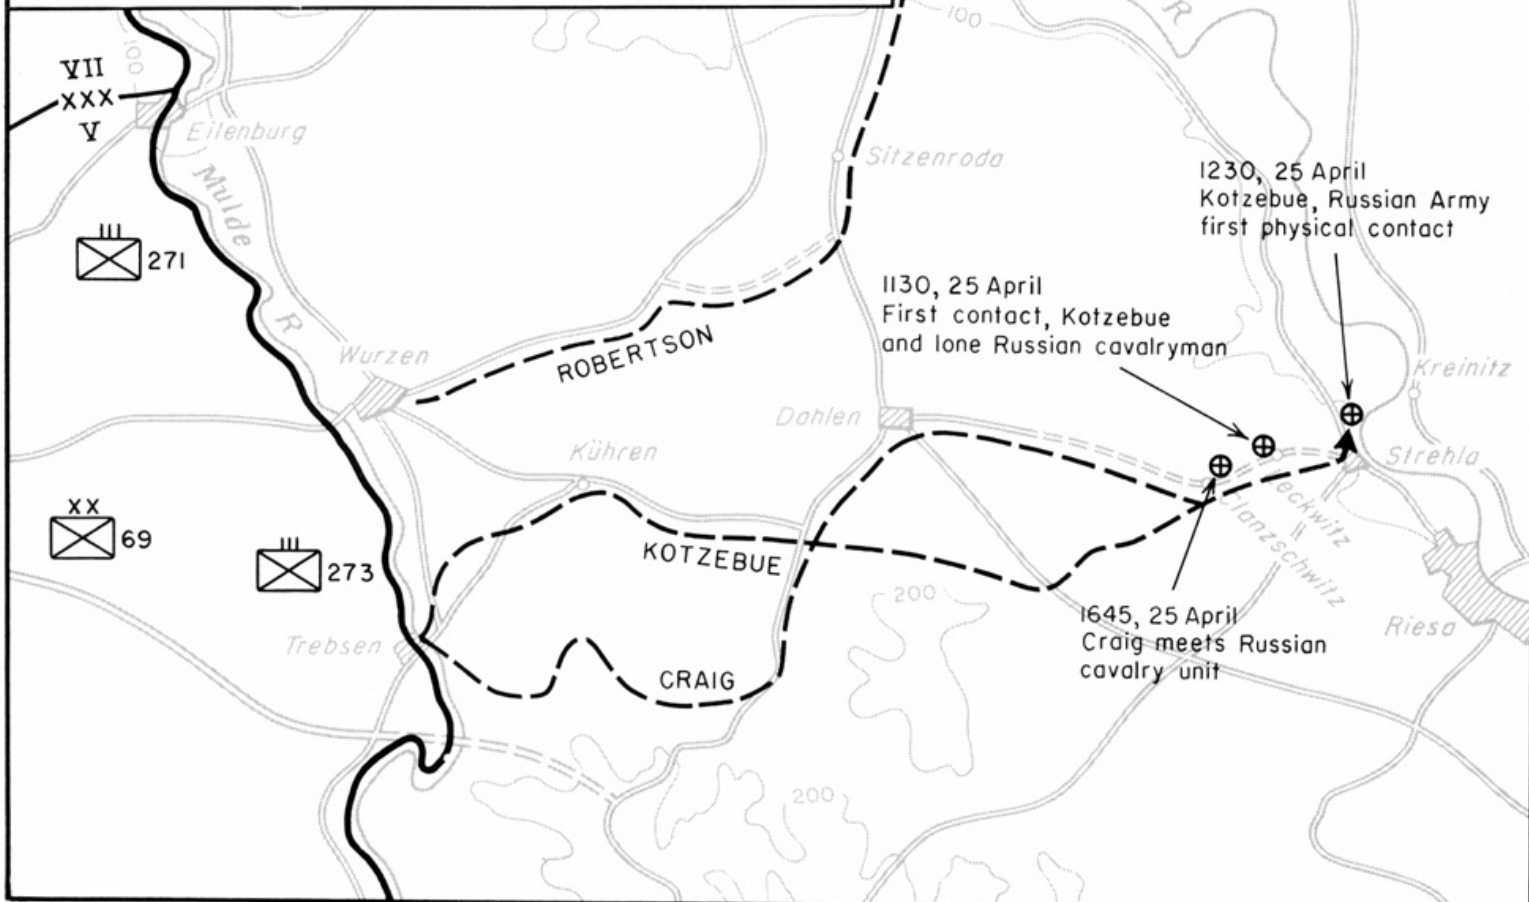 R
100
100
VII
XXX
V
Eilenburg
Mulde
R
Sitzenroda
1230, 25 April
Kotzebue, Russian Army
first physical contact
III
271
1130, 25 April
First contact, Kotzebue
and lone Russian cavalryman
Wurzen
ROBERTSON
Kreinitz
Dahlen
Kühren
Strehla
Leckwitz
Clanzschwitz
XX
69
III
273
KOTZEBUE
200
1645, 25 April
Craig meets Russian
cavalry unit
Riesa
Trebsen
CRAIG
200